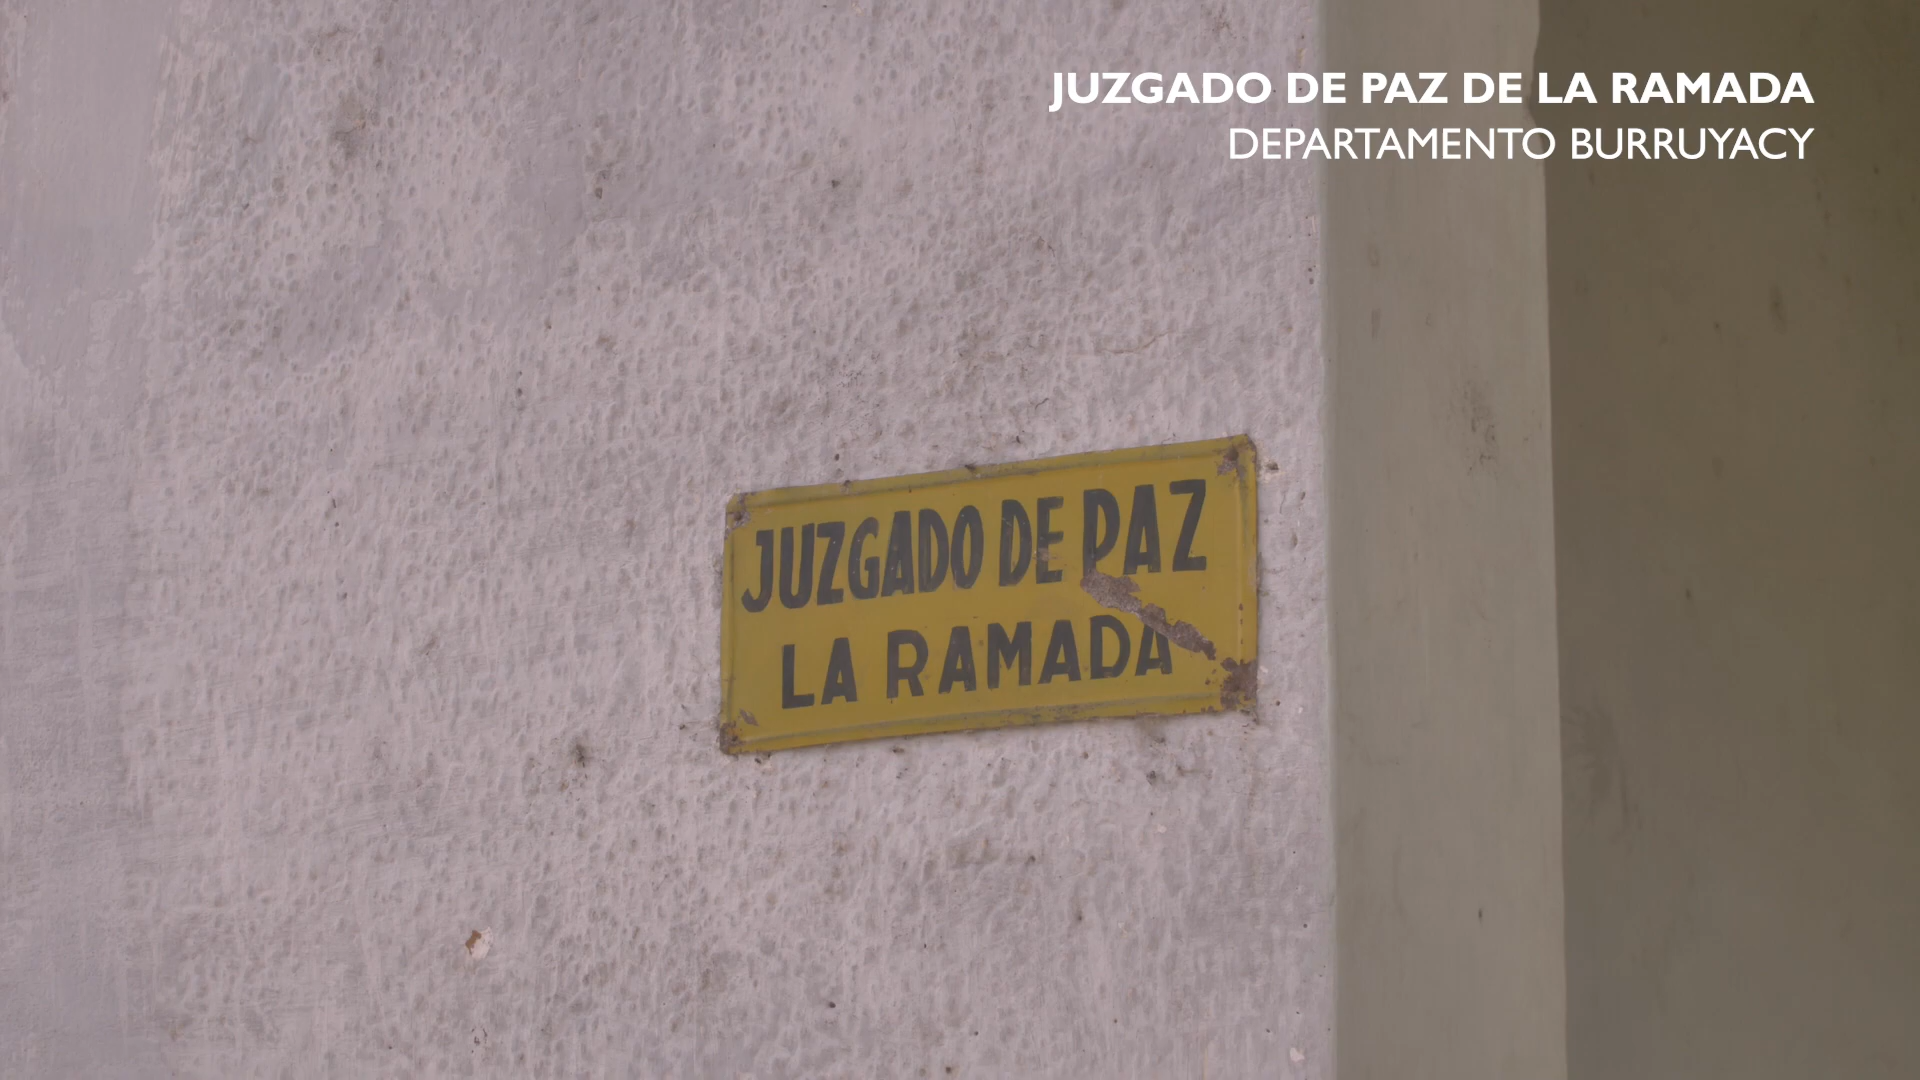 JUZGADO DE PAZ DE LA RAMADA
DEPARTAMENTO BURRUYACY
JUZGADO DE PAZ
LA RAMADA